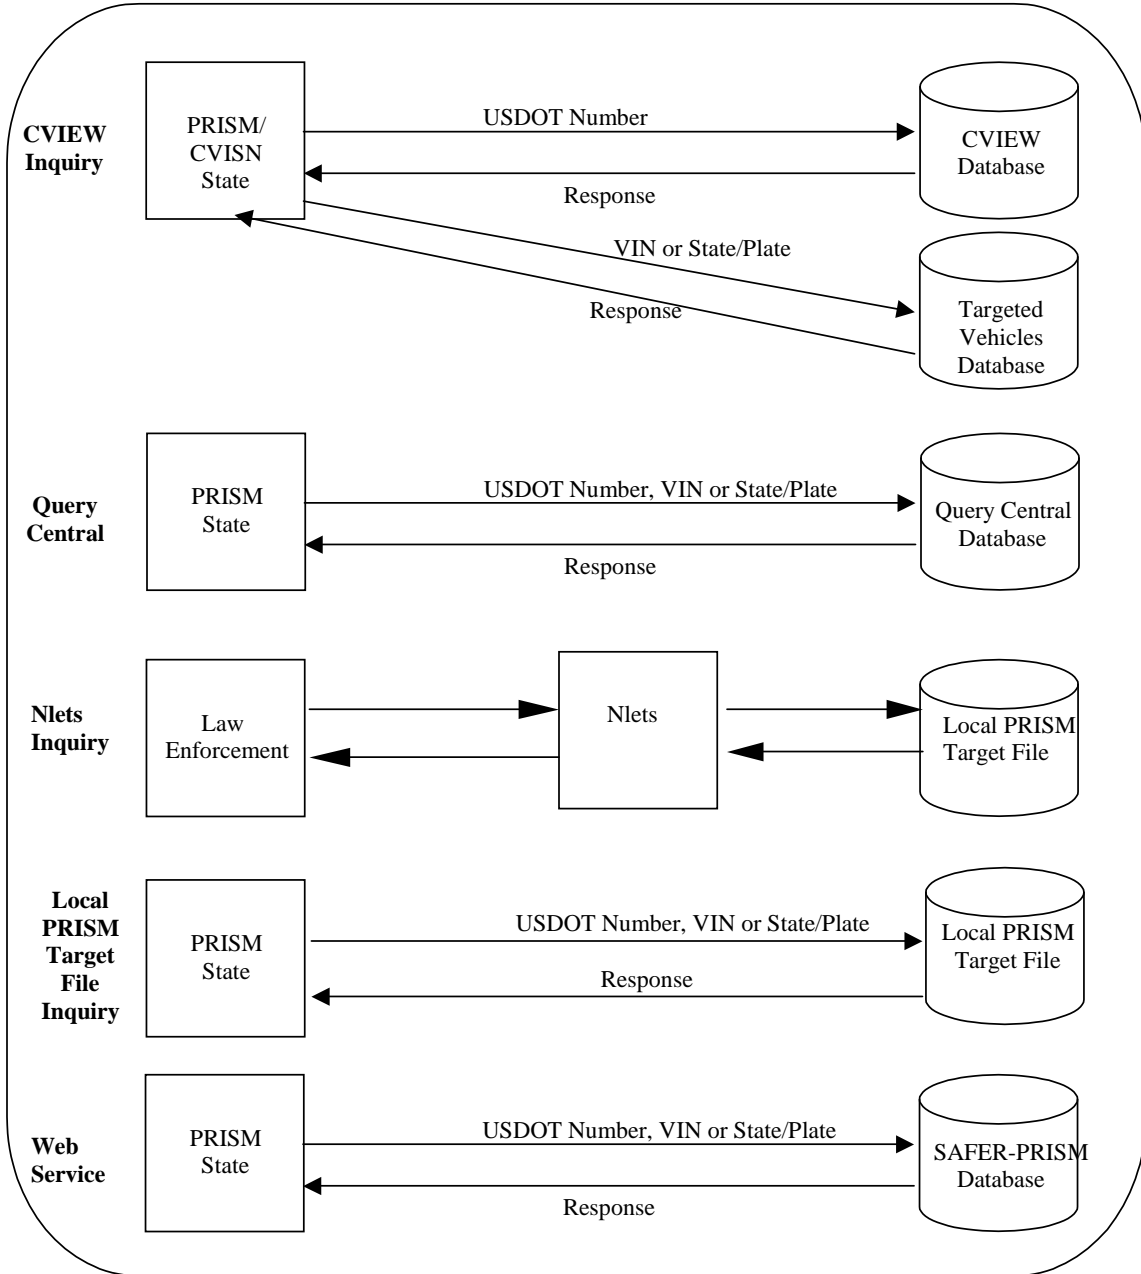 CVIEW
Inquiry
PRISM/
CVISN
State
USDOT Number
Response
CVIEW
Database
VIN or State/Plate
Response
Targeted
Vehicles
Database
Query
Central
PRISM
State
USDOT Number, VIN or State/Plate
Response
Query Central
Database
Nlets
Inquiry
Law
Enforcement
Nlets
Local PRISM
Target File
Local
PRISM
Target
File
Inquiry
PRISM
State
USDOT Number, VIN or State/Plate
Response
Local PRISM
Target File
Web
Service
PRISM
State
USDOT Number, VIN or State/Plate
Response
SAFER-PRISM
Database